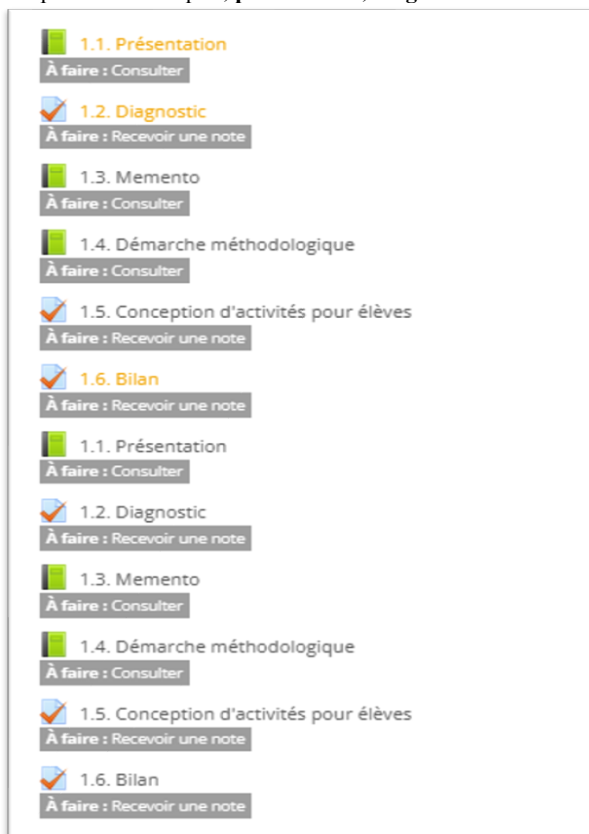 1.1. Présentation
À faire : Consulter
1.2. Diagnostic
À faire : Recevoir une note
1.3. Memento
À faire : Consulter
1.4. Démarche méthodologique
À faire : Consulter
1.5. Conception d'activités pour élèves
À faire : Recevoir une note
1.6. Bilan
À faire : Recevoir une note
1.1. Présentation
À faire : Consulter
1.2. Diagnostic
À faire : Recevoir une note
1.3. Memento
À faire : Consulter
1.4. Démarche méthodologique
À faire : Consulter
1.5. Conception d'activités pour élèves
À faire : Recevoir une note
1.6. Bilan
À faire : Recevoir une note